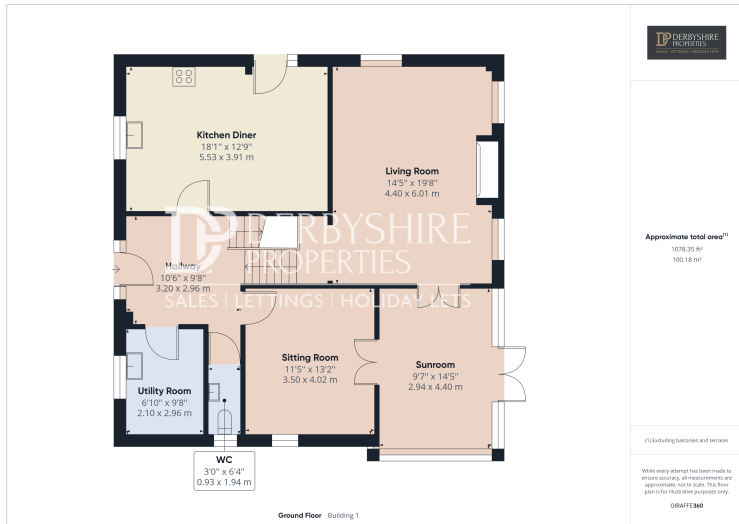 DERBYSHIRE
PROPERTIES
SALES | LETTINGS | HOLIDAY LETS
Kitchen Diner
18'1" x 12'9"
5.53 x 3.91 m
Living Room
14'5" x 19'8"
4.40 x 6.01 m
DERBYSHIRE
PROPERTIES
SALES | LETTINGS | HOLIDAY LETS
Hallway
10'6" x 9'8"
3.20 x 2.96 m
Sitting Room
11'5" x 13'2"
3.50 x 4.02 m
Sunroom
9'7" x 14'5"
2.94 x 4.40 m
Utility Room
6'10" x 9'8"
2.10 x 2.96 m
WC
3'0" x 6'4"
0.93 x 1.94 m
Ground Floor Building 1
Approximate total area(1)
1078.35 ft²
100.18 m²
(1) Excluding balconies and terraces
While every attempt has been made to
ensure accuracy, all measurements are
approximate, not to scale. This floor
plan is for illustrative purposes only.
GIRAFFE360